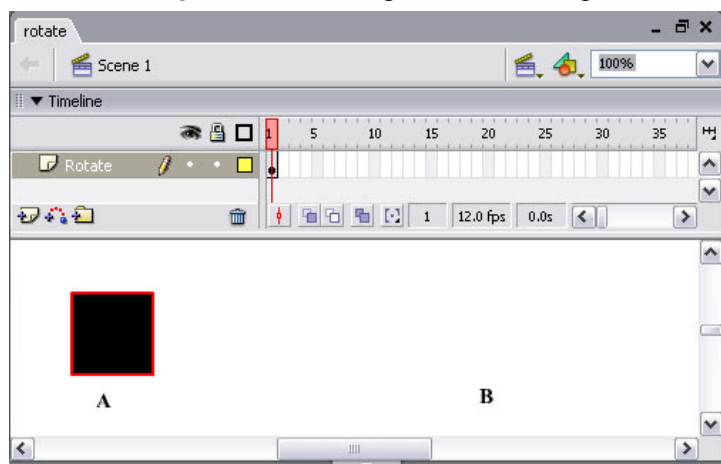 rotate
Scene 1
100%
Timeline
1 5 10 15 20 25 30 35
Rotate
1 12.0 fps 0.0s
A B